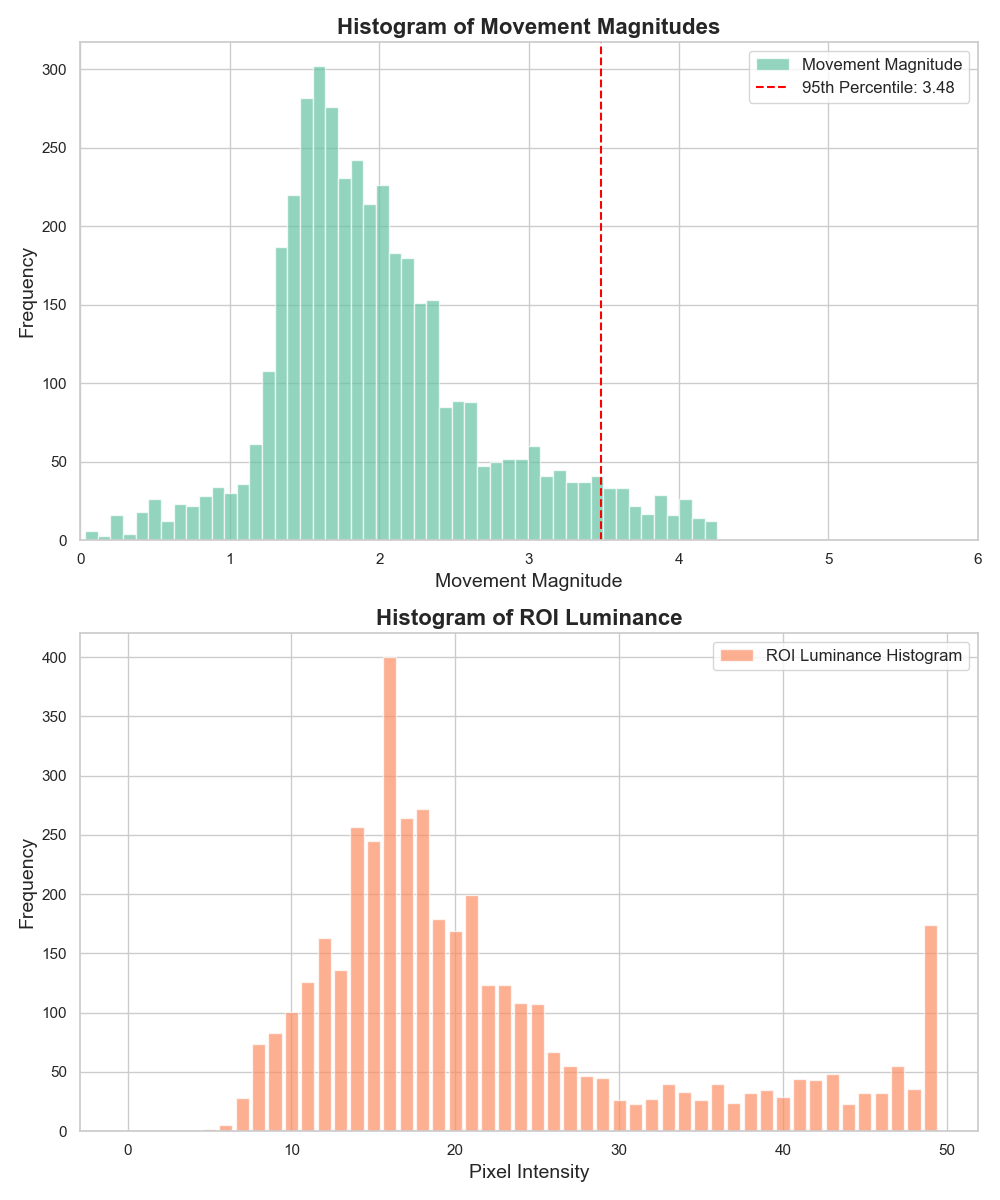 Histogram of Movement Magnitudes
Movement Magnitude
95th Percentile: 3.48
Frequency
300
250
200
150
100
50
0
0 1 2 3 4 5 6
Movement Magnitude
Histogram of ROI Luminance
ROI Luminance Histogram
Frequency
400
350
300
250
200
150
100
50
0
0 10 20 30 40 50
Pixel Intensity